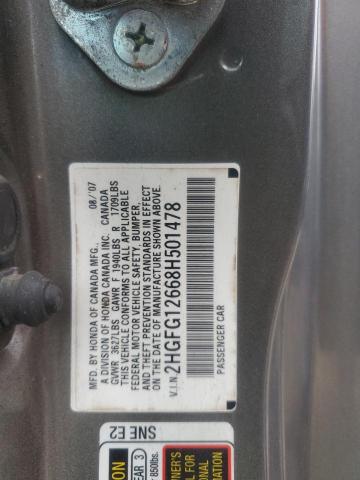 MFD. BY HONDA OF CANADA MFG., 08/'07
A DIVISION OF HONDA CANADA INC. CANADA
GVWR 3627LBS GAWR F 1940LBS R 1709LBS
THIS VEHICLE CONFORMS TO ALL APPLICABLE
FEDERAL MOTOR VEHICLE SAFETY, BUMPER,
AND THEFT PREVENTION STANDARDS IN EFFECT
ON THE DATE OF MANUFACTURE SHOWN ABOVE.
V.I.N. 2HGFG12668H501478
PASSENGER CAR
SNE E2